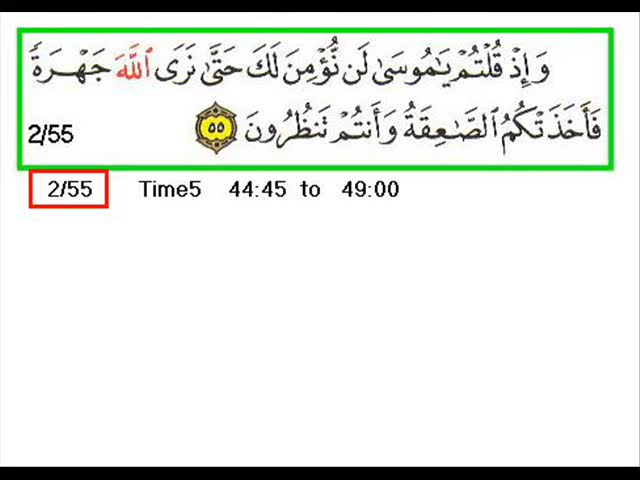 وَإِذْ قُلْتُمْ يَٰمُوسَىٰ لَن نُّؤْمِنَ لَكَ حَتَّىٰ نَرَى ٱللَّهَ جَهْرَةً
فَأَخَذَتْكُمُ ٱلصَّٰعِقَةُ وَأَنتُمْ تَنظُرُونَ ٥٥
2/55
2/55 Time5 44:45 to 49:00